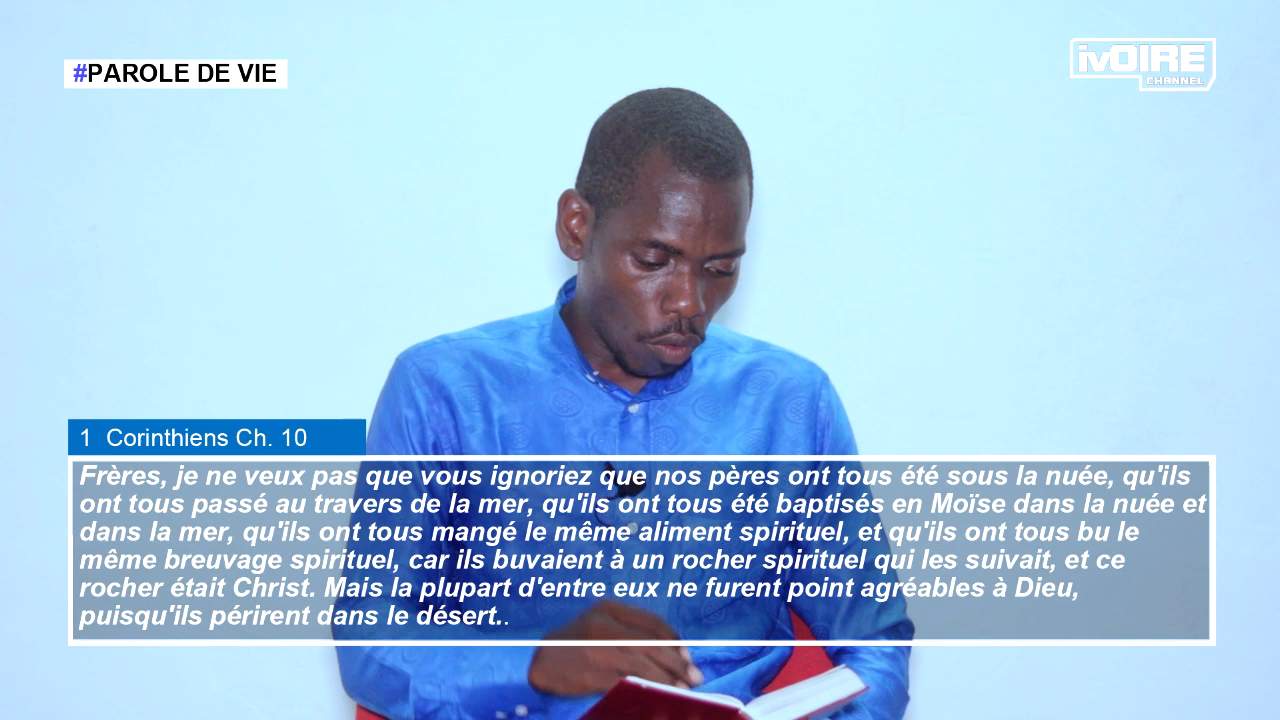 #PAROLE DE VIE
iVOIRE
CHANNEL
1 Corinthiens Ch. 10
Frères, je ne veux pas que vous ignoriez que nos pères ont tous été sous la nuée, qu'ils
ont tous passé au travers de la mer, qu'ils ont tous été baptisés en Moïse dans la nuée et
dans la mer, qu'ils ont tous mangé le même aliment spirituel, et qu'ils ont tous bu le
même breuvage spirituel, car ils buvaient à un rocher spirituel qui les suivait, et ce
rocher était Christ. Mais la plupart d'entre eux ne furent point agréables à Dieu,
puisqu'ils périrent dans le désert..